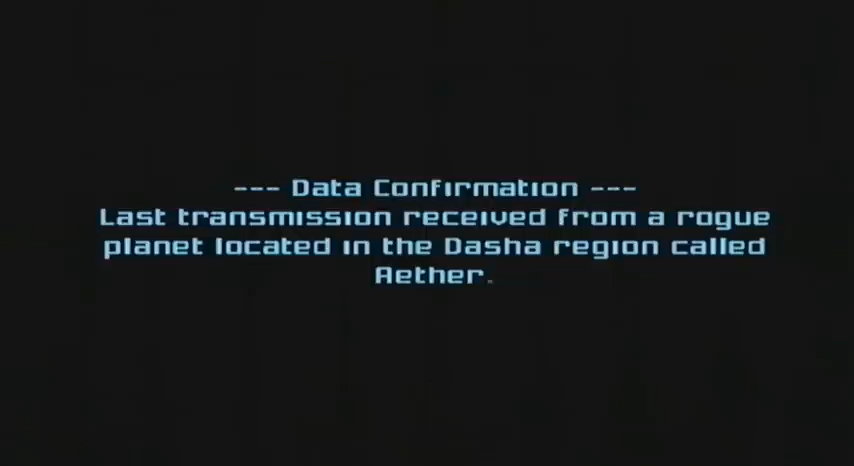 --- Data Confirmation ---
Last transmission received from a rogue
planet located in the Dasha region called
Aether.